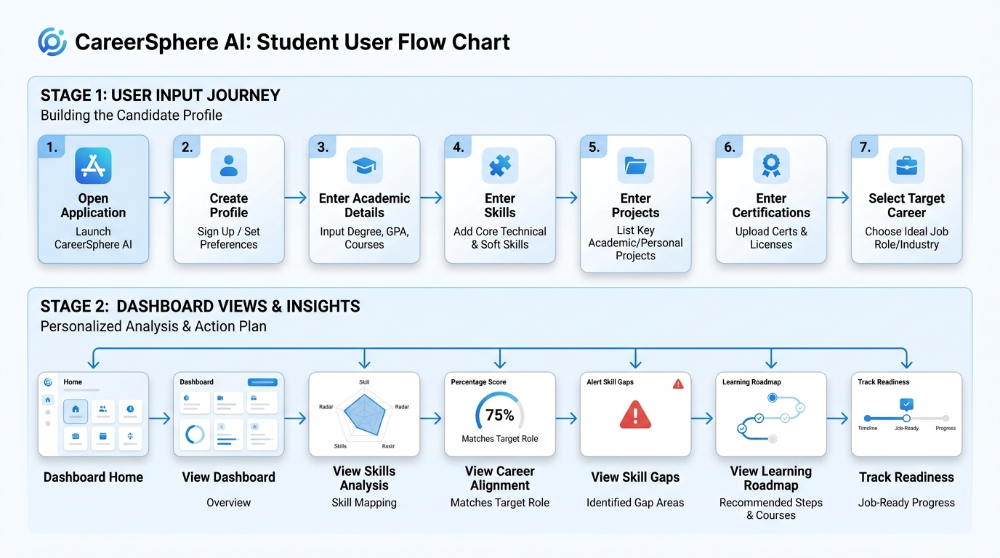 CareerSphere AI: Student User Flow Chart
STAGE 1: USER INPUT JOURNEY
Building the Candidate Profile
1.
Open
Application
Launch
CareerSphere AI
2.
Create
Profile
Sign Up / Set
Preferences
3.
Enter Academic
Details
Input Degree, GPA,
Courses
4.
Enter
Skills
Add Core Technical
& Soft Skills
5.
Enter
Projects
List Key
Academic/Personal
Projects
6.
Enter
Certifications
Upload Certs &
Licenses
7.
Select Target
Career
Choose Ideal Job
Role/Industry
STAGE 2: DASHBOARD VIEWS & INSIGHTS
Personalized Analysis & Action Plan
Home
Dashboard Home
Dashboard
View Dashboard
Overview
Skill
Radar
Radar
Skills
Raskr
View Skills
Analysis
Skill Mapping
Percentage Score
75%
Matches Target Role
View Career
Alignment
Matches Target Role
Alert Skill Gaps
View Skill Gaps
Identified Gap Areas
Learning Roadmap
View Learning
Roadmap
Recommended Steps
& Courses
Track Readiness
Timeline
Job-Ready
Progress
Track Readiness
Job-Ready Progress